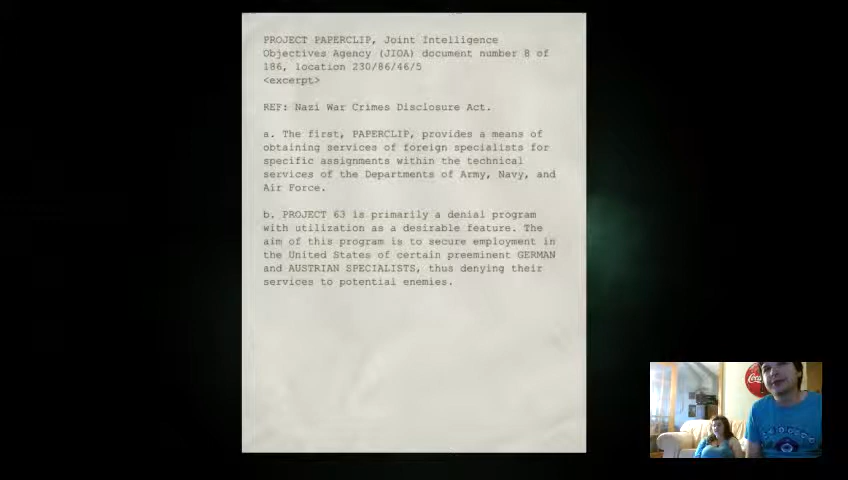 PROJECT PAPERCLIP, Joint Intelligence
Objectives Agency (JIOA) document number 8 of
186, location 230/86/46/5
<excerpt>
REF: Nazi War Crimes Disclosure Act.
a. The first, PAPERCLIP, provides a means of
obtaining services of foreign specialists for
specific assignments within the technical
services of the Departments of Army, Navy, and
Air Force.
b. PROJECT 63 is primarily a denial program
with utilization as a desirable feature. The
aim of this program is to secure employment in
the United States of certain preeminent GERMAN
and AUSTRIAN SPECIALISTS, thus denying their
services to potential enemies.